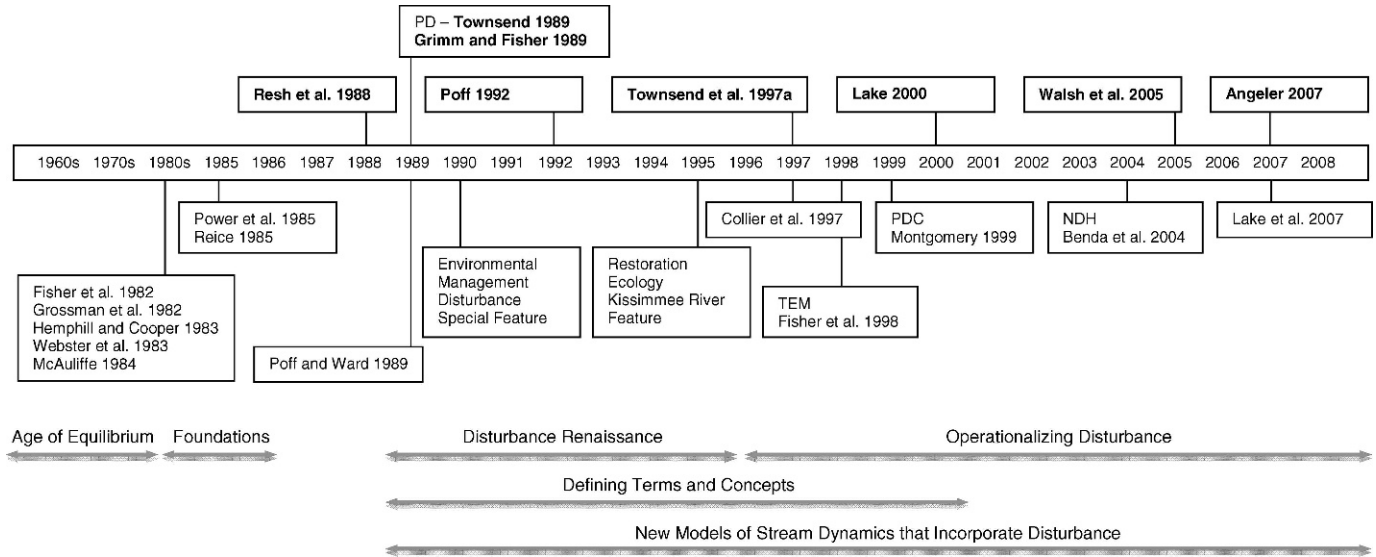 PD – Townsend 1989
Grimm and Fisher 1989
Resh et al. 1988
Poff 1992
Townsend et al. 1997a
Lake 2000
Walsh et al. 2005
Angeler 2007
1960s 1970s 1980s 1985 1986 1987 1988 1989 1990 1991 1992 1993 1994 1995 1996 1997 1998 1999 2000 2001 2002 2003 2004 2005 2006 2007 2008
Power et al. 1985
Reice 1985
Collier et al. 1997
PDC
Montgomery 1999
NDH
Benda et al. 2004
Lake et al. 2007
Fisher et al. 1982
Grossman et al. 1982
Hemphill and Cooper 1983
Webster et al. 1983
McAuliffe 1984
Poff and Ward 1989
Environmental
Management
Disturbance
Special Feature
Restoration
Ecology
Kissimmee River
Feature
TEM
Fisher et al. 1998
Age of Equilibrium
Foundations
Disturbance Renaissance
Operationalizing Disturbance
Defining Terms and Concepts
New Models of Stream Dynamics that Incorporate Disturbance